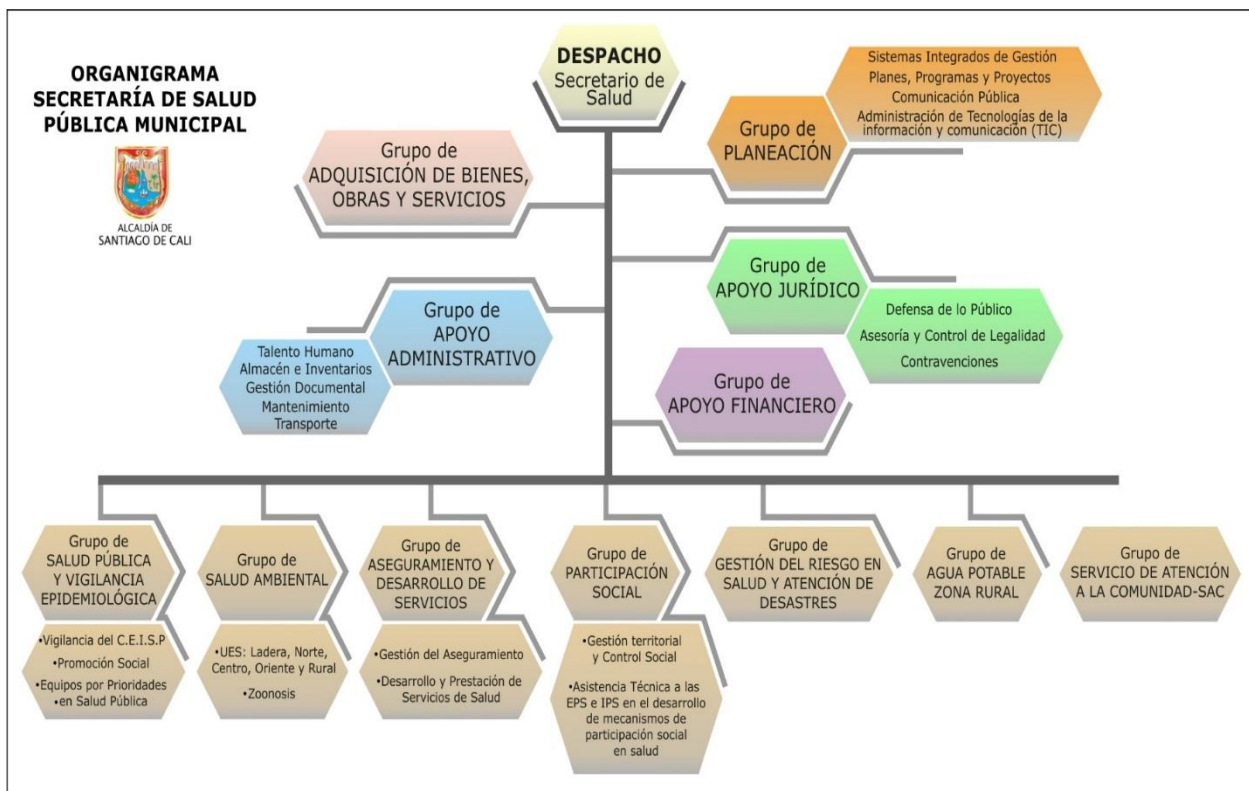 ORGANIGRAMA
SECRETARÍA DE SALUD
PÚBLICA MUNICIPAL
ALCALDÍA DE
SANTIAGO DE CALI
DESPACHO
Secretario de
Salud
Grupo de
ADQUISICIÓN DE BIENES,
OBRAS Y SERVICIOS
Grupo de
PLANEACIÓN
Sistemas Integrados de Gestión
Planes, Programas y Proyectos
Comunicación Pública
Administración de Tecnologías de la
información y comunicación (TIC)
Grupo de
APOYO JURÍDICO
Defensa de lo Público
Asesoría y Control de Legalidad
Contravenciones
Grupo de
APOYO
ADMINISTRATIVO
Talento Humano
Almacén e Inventarios
Gestión Documental
Mantenimiento
Transporte
Grupo de
APOYO FINANCIERO
Grupo de
SALUD PÚBLICA
Y VIGILANCIA
EPIDEMIOLÓGICA
•Vigilancia del C.E.I.S.P
•Promoción Social
•Equipos por Prioridades
•en Salud Pública
Grupo de
SALUD AMBIENTAL
•UES: Ladera, Norte,
Centro, Oriente y Rural
•Zoonosis
Grupo de
ASEGURAMIENTO Y
DESARROLLO DE
SERVICIOS
•Gestión del Aseguramiento
•Desarrollo y Prestación de
Servicios de Salud
Grupo de
PARTICIPACIÓN
SOCIAL
•Gestión territorial
y Control Social
•Asistencia Técnica a las
EPS e IPS en el desarrollo
de mecanismos de
participación social
en salud
Grupo de
GESTIÓN DEL RIESGO EN
SALUD Y ATENCIÓN DE
DESASTRES
Grupo de
AGUA POTABLE
ZONA RURAL
Grupo de
SERVICIO DE ATENCIÓN
A LA COMUNIDAD-SAC